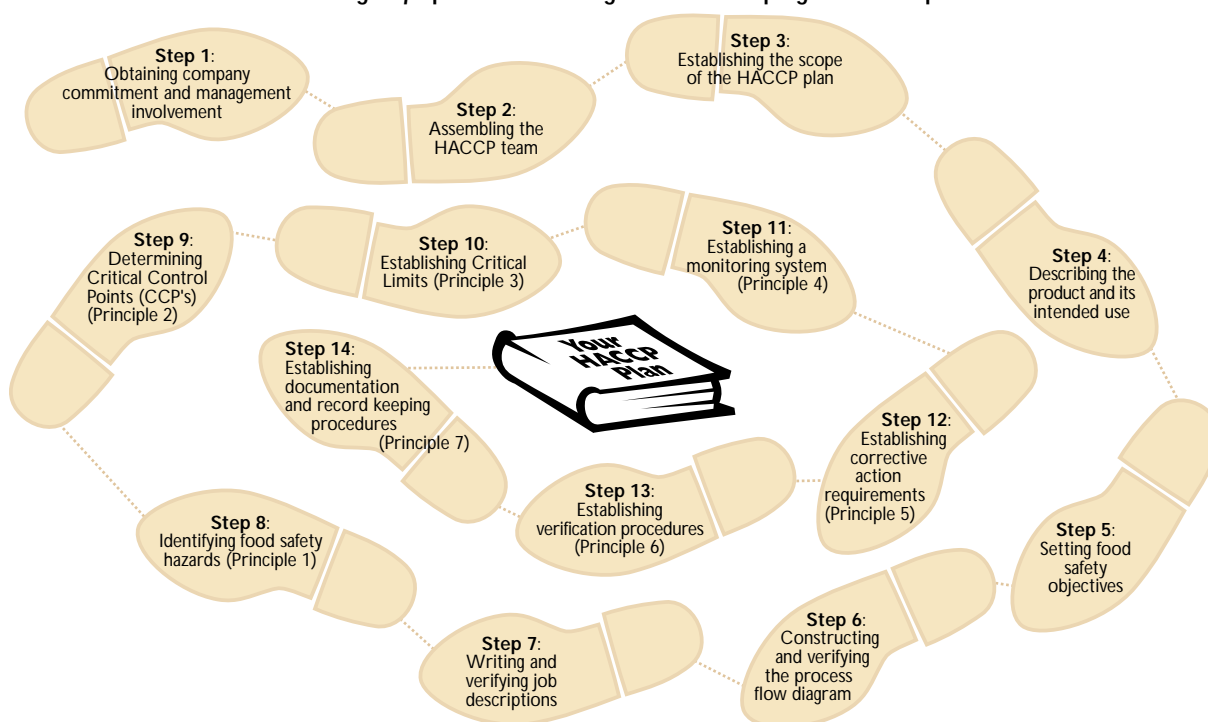 Step 1:
Obtaining company
commitment and management
involvement
Step 2:
Assembling the
HACCP team
Step 3:
Establishing the scope
of the HACCP plan
Step 4:
Describing the
product and its
intended use
Step 5:
Setting food
safety
objectives
Step 6:
Constructing
and verifying
the process
flow diagram
Step 7:
Writing and
verifying job
descriptions
Step 8:
Identifying food safety
hazards (Principle 1)
Step 9:
Determining
Critical Control
Points (CCP's)
(Principle 2)
Step 10:
Establishing Critical
Limits (Principle 3)
Step 11:
Establishing a
monitoring system
(Principle 4)
Step 12:
Establishing
corrective
action
requirements
(Principle 5)
Step 13:
Establishing
verification procedures
(Principle 6)
Step 14:
Establishing
documentation
and record keeping
procedures
(Principle 7)
Your
HACCP
Plan